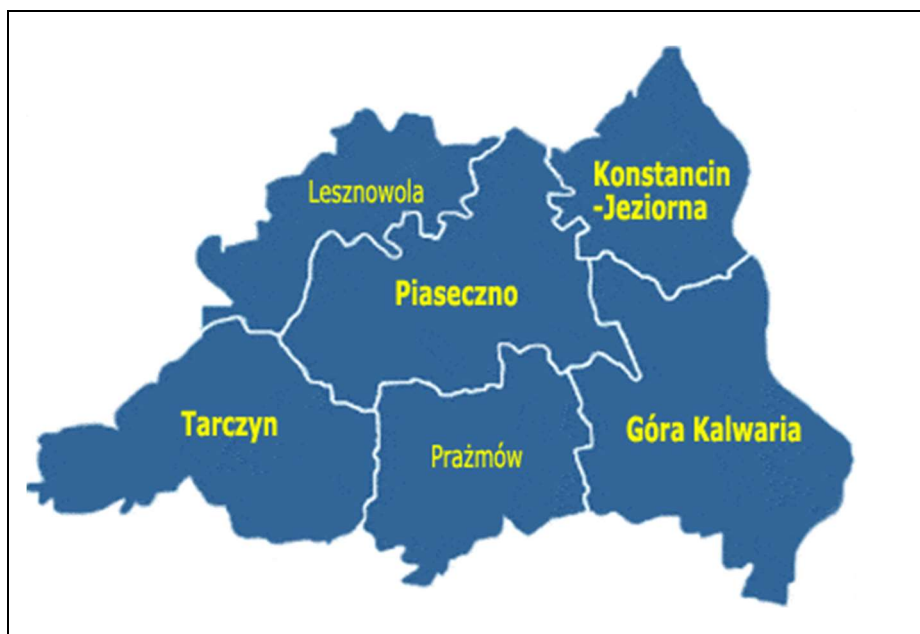 Lesznowola
Konstancin
-Jeziorna
Piaseczno
Tarczyn
Prażmów
Góra Kalwaria